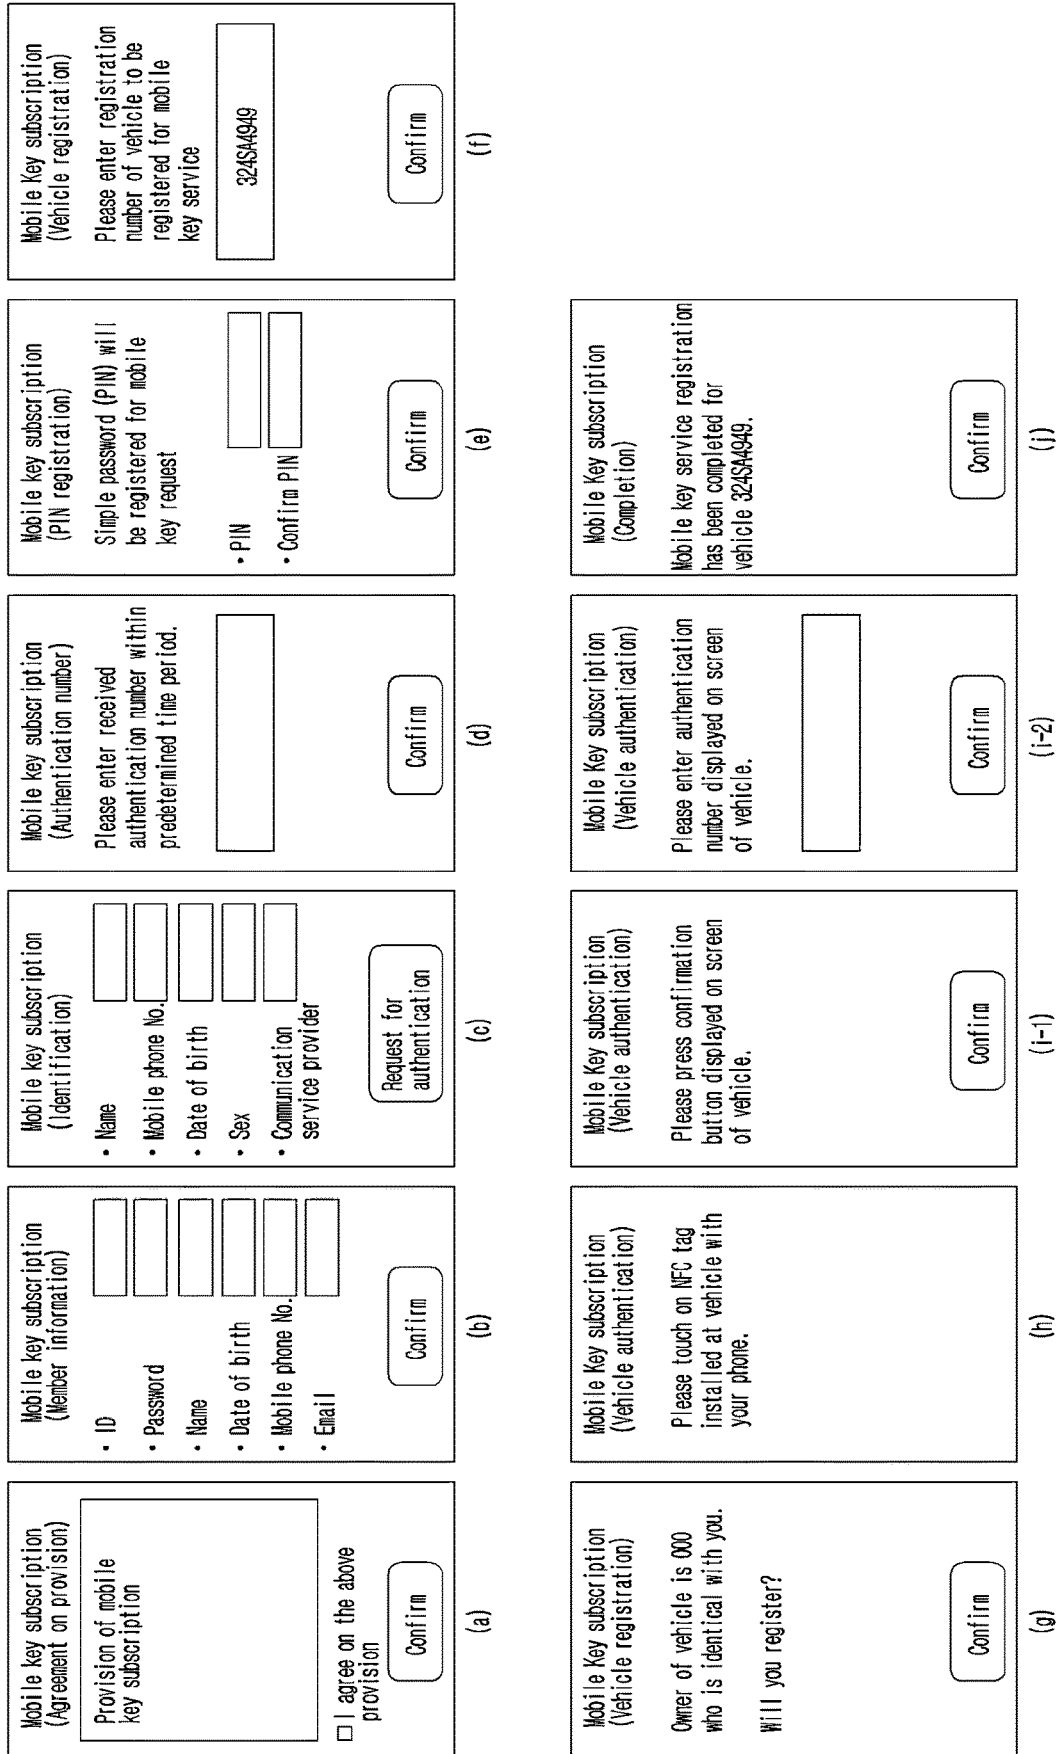 Mobile key subscription
(Agreement on provision)
Provision of mobile
key subscription
□ I agree on the above
provision
Confirm
(a)
Mobile key subscription
(Member information)
• ID
• Password
• Name
• Date of birth
• Mobile phone No.
• Email
Confirm
(b)
Mobile key subscription
(Identification)
• Name
• Mobile phone No.
• Date of birth
• Sex
• Communication
service provider
Request for
authentication
(c)
Mobile key subscription
(Authentication number)
Please enter received
authentication number within
predetermined time period.
Confirm
(d)
Mobile key subscription
(PIN registration)
Simple password (PIN) will
be registered for mobile
key request
• PIN
• Confirm PIN
Confirm
(e)
Mobile Key subscription
(Vehicle registration)
Please enter registration
number of vehicle to be
registered for mobile
key service
324SA4949
Confirm
(f)
Mobile Key subscription
(Vehicle registration)
Owner of vehicle is 000
who is identical with you.
Will you register?
Confirm
(g)
Mobile Key subscription
(Vehicle authentication)
Please touch on NFC tag
installed at vehicle with
your phone.
(h)
Mobile Key subscription
(Vehicle authentication)
Please press confirmation
button displayed on screen
of vehicle.
Confirm
(i-1)
Mobile Key subscription
(Vehicle authentication)
Please enter authentication
number displayed on screen
of vehicle.
Confirm
(i-2)
Mobile Key subscription
(Completion)
Mobile key service registration
has been completed for
vehicle 324SA4949.
Confirm
(j)